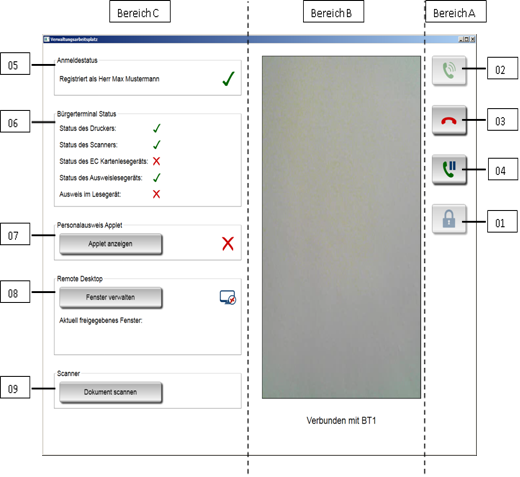 Bereich C
Bereich B
Bereich A
Verwaltungsarbeitsplatz
05
Anmeldestatus
Registriert als Herr Max Mustermann
02
06
Bürgerterminal Status
Status des Druckers:
Status des Scanners:
Status des EC Kartenlesegeräts:
Status des Ausweislesegeräts:
Ausweis im Lesegerät:
03
04
01
07
Personalausweis Applet
Applet anzeigen
08
Remote Desktop
Fenster verwalten
Aktuell freigegebenes Fenster:
09
Scanner
Dokument scannen
Verbunden mit BT1